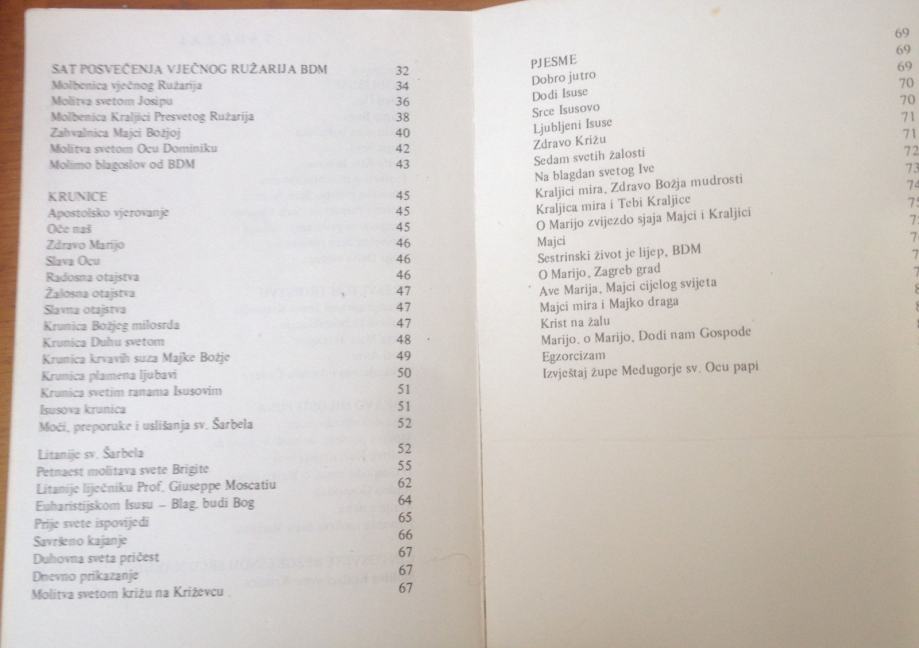 SAT POSVEĆENJA VJEČNOG RUŽARIJA BDM 32
Molbenica vječnog Ružarija 34
Molitva svetom Josipu 36
Molbenica Kraljici Presvetog Ružarija 38
Zahvalnica Majci Božjoj 40
Molitva svetom Ocu Dominiku 42
Molimo blagoslov od BDM 43
KRUNICE 45
Apostolsko vjerovanje 45
Oče naš 45
Zdravo Marijo 46
Slava Ocu 46
Radosna otajstva 46
Žalosna otajstva 47
Slavna otajstva 47
Krunica Božjeg milosrđa 47
Krunica Duhu svetom 48
Krunica krvavih suza Majke Božje 49
Krunica plamena ljubavi 50
Krunica svetim ranama Isusovim 51
Isusova krunica 51
Moći, preporuke i uslišanja sv. Šarbela 52
Litanije sv. Šarbela 52
Petnaest molitava svete Brigite 55
Litanije liječniku Prof. Giuseppe Moscatiu 62
Euharistijskom Isusu – Blag. budi Bog 64
Prije svete ispovijedi 65
Savršeno kajanje 66
Duhovna sveta pričest 67
Dnevno prikazanje 67
Molitva svetom križu na Križevcu 67
PJESME 69
Dobro jutro 69
Dodi Isuse 69
Srce Isusovo 70
Ljubljeni Isuse 70
Zdravo Križu 71
Sedam svetih žalosti 71
Na blagdan svetog Ive 72
Kraljici mira, Zdravo Božja mudrosti 73
Kraljica mira i Tebi Kraljice 74
O Marijo zvijezdo sjaja Majci i Kraljici 75
Majci
Sestrinski život je lijep, BDM
O Marijo, Zagreb grad
Ave Marija, Majci cijelog svijeta
Majci mira i Majko draga
Krist na žalu
Marijo, o Marijo, Dodi nam Gospode
Egzorcizam
Izvještaj župe Medugorje sv. Ocu papi